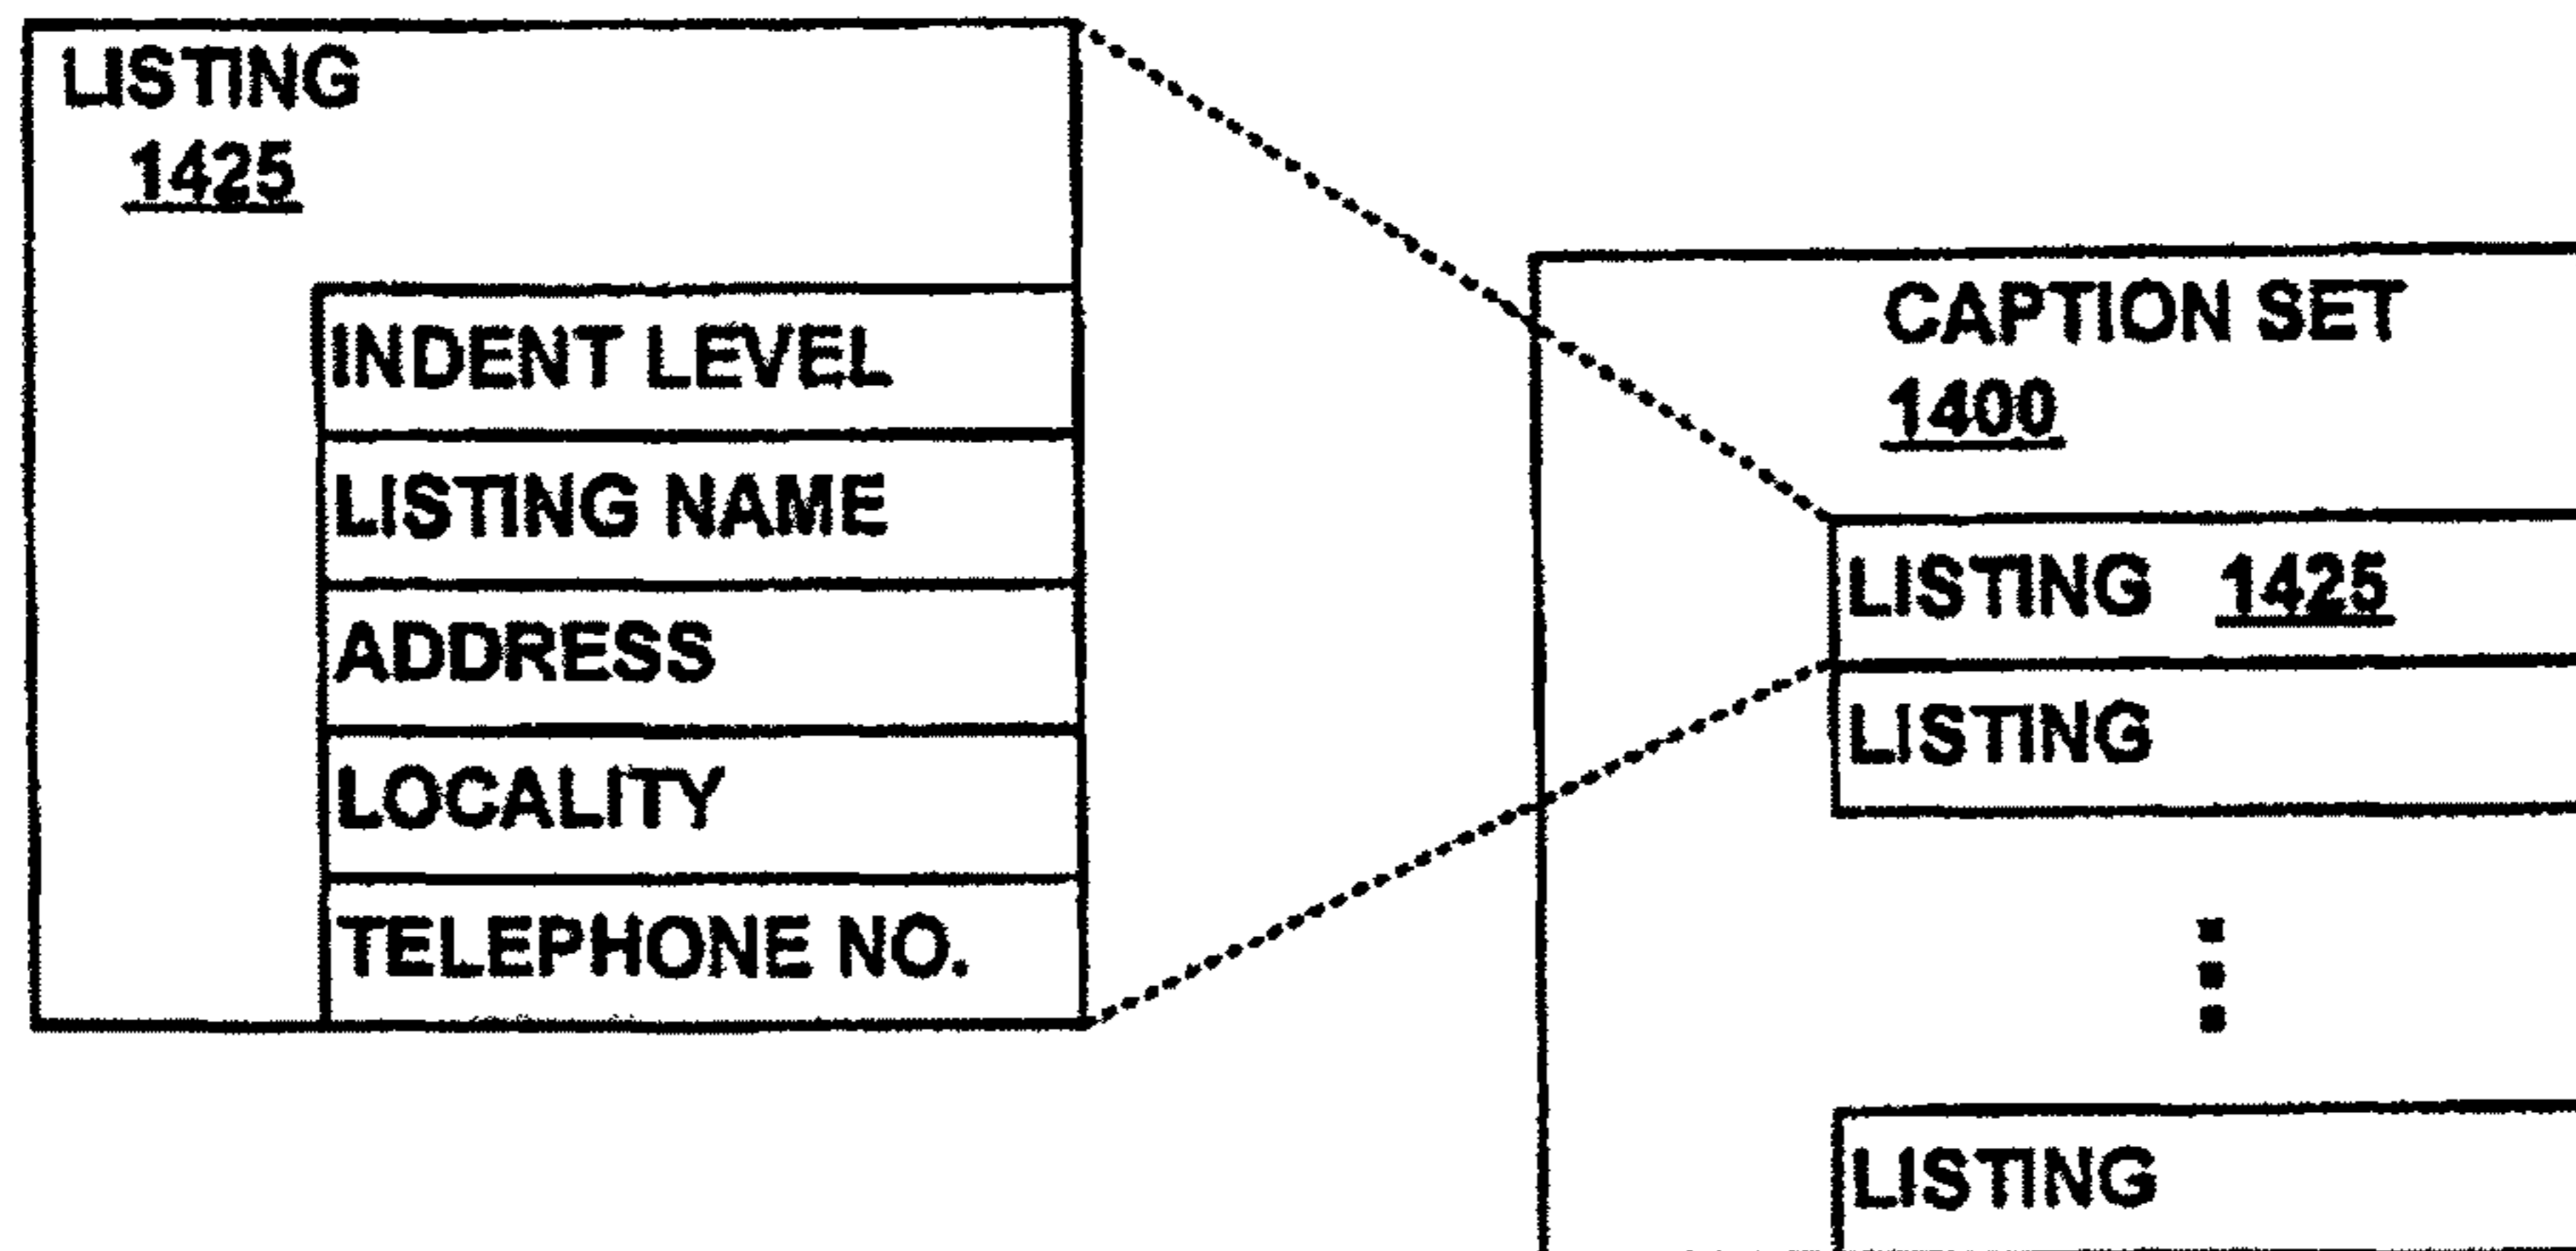 LISTING
1425
INDENT LEVEL
LISTING NAME
ADDRESS
LOCALITY
TELEPHONE NO.
CAPTION SET
1400
LISTING 1425
LISTING
LISTING